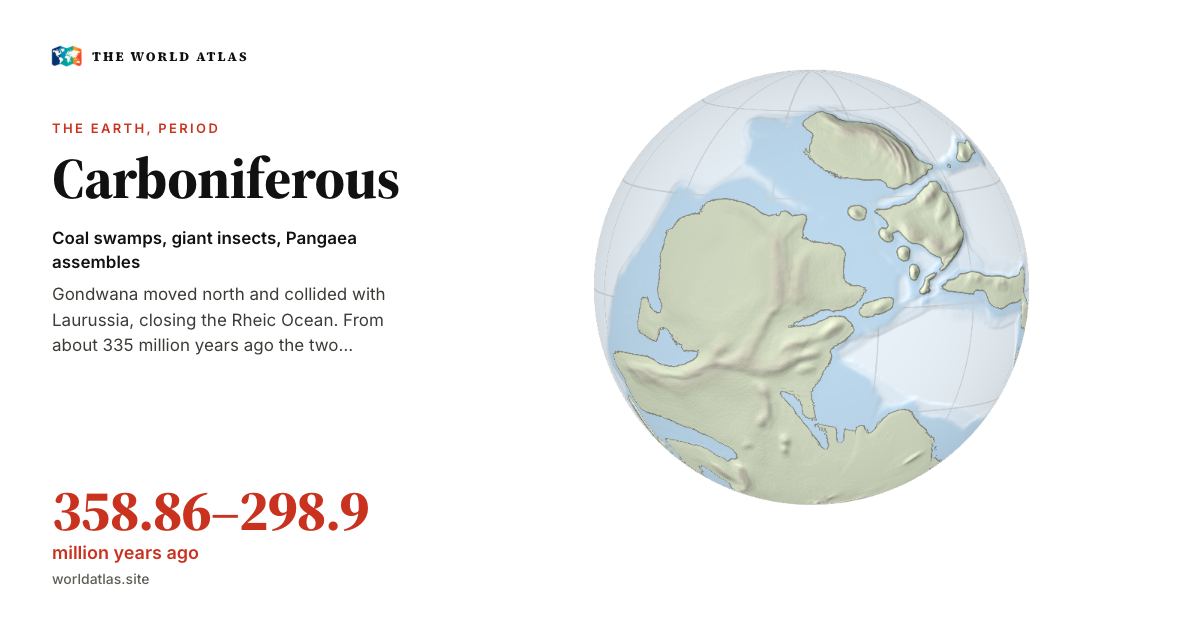 THE WORLD ATLAS
THE EARTH, PERIOD
Carboniferous
Coal swamps, giant insects, Pangaea
assembles
Gondwana moved north and collided with
Laurussia, closing the Rheic Ocean. From
about 335 million years ago the two...
358.86–298.9
million years ago
worldatlas.site